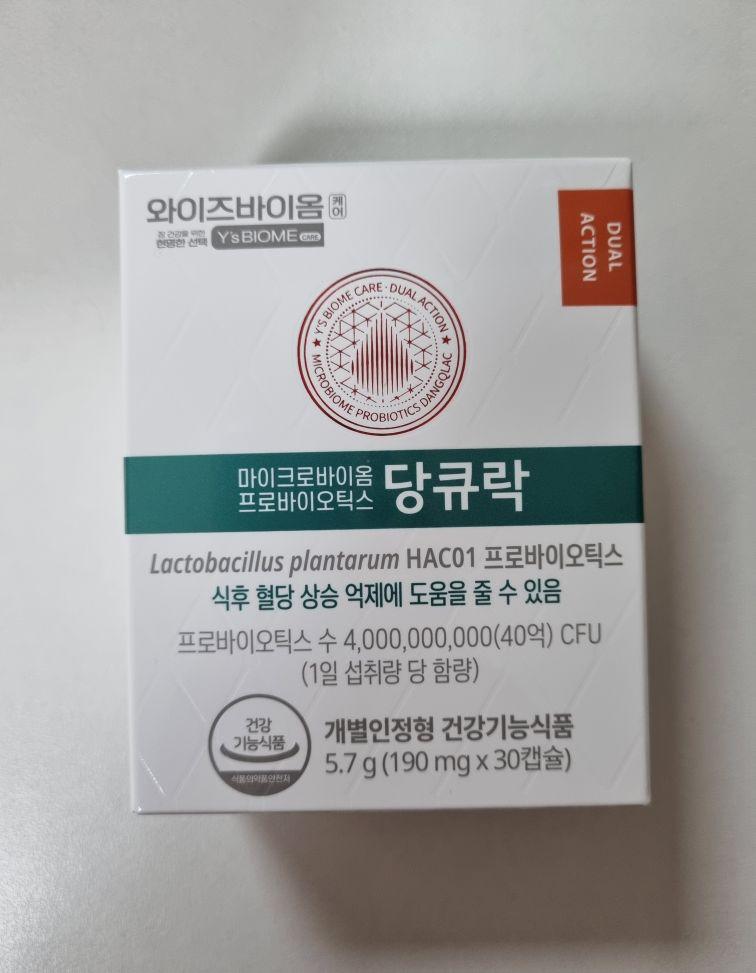 와이즈바이옴 케어
장 건강을 위한
현명한 선택
Y'sBIOME CARE
DUAL
ACTION
Y'S BIOME CARE · DUAL ACTION
MICROBIOME PROBIOTICS DANGQLAC
마이크로바이옴
프로바이오틱스
당큐락
Lactobacillus plantarum HAC01 프로바이오틱스
식후 혈당 상승 억제에 도움을 줄 수 있음
프로바이오틱스 수 4,000,000,000(40억) CFU
(1일 섭취량 당 함량)
건강
기능식품
식품의약품안전처
개별인정형 건강기능식품
5.7 g (190 mg x 30캡슐)